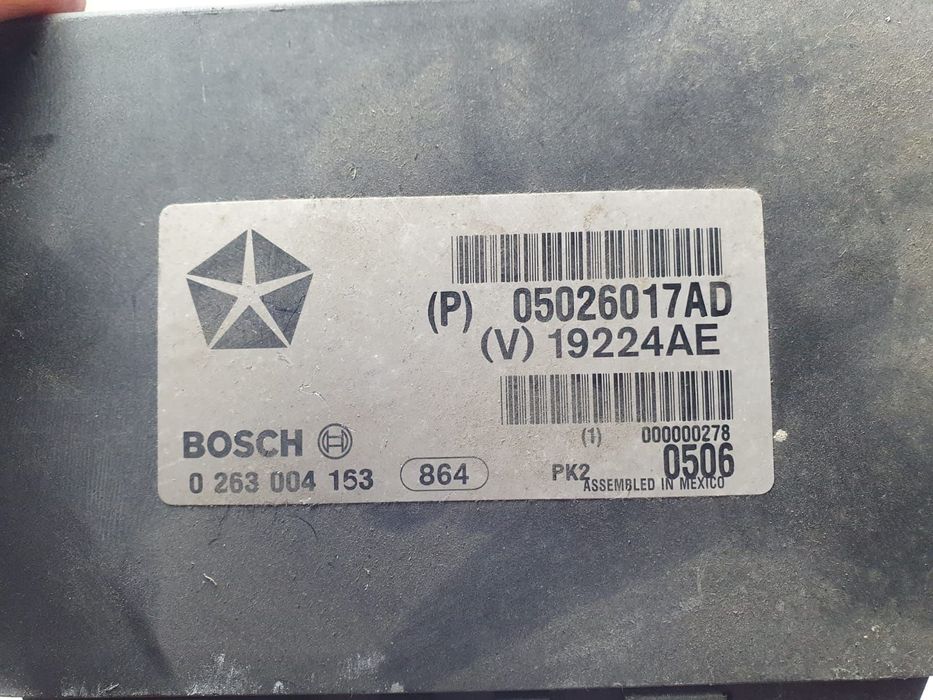 (P) 05026017AD
(V) 19224AE
(1) 000000278
BOSCH
0 263 004 153 864
PK2 0506
ASSEMBLED IN MEXICO